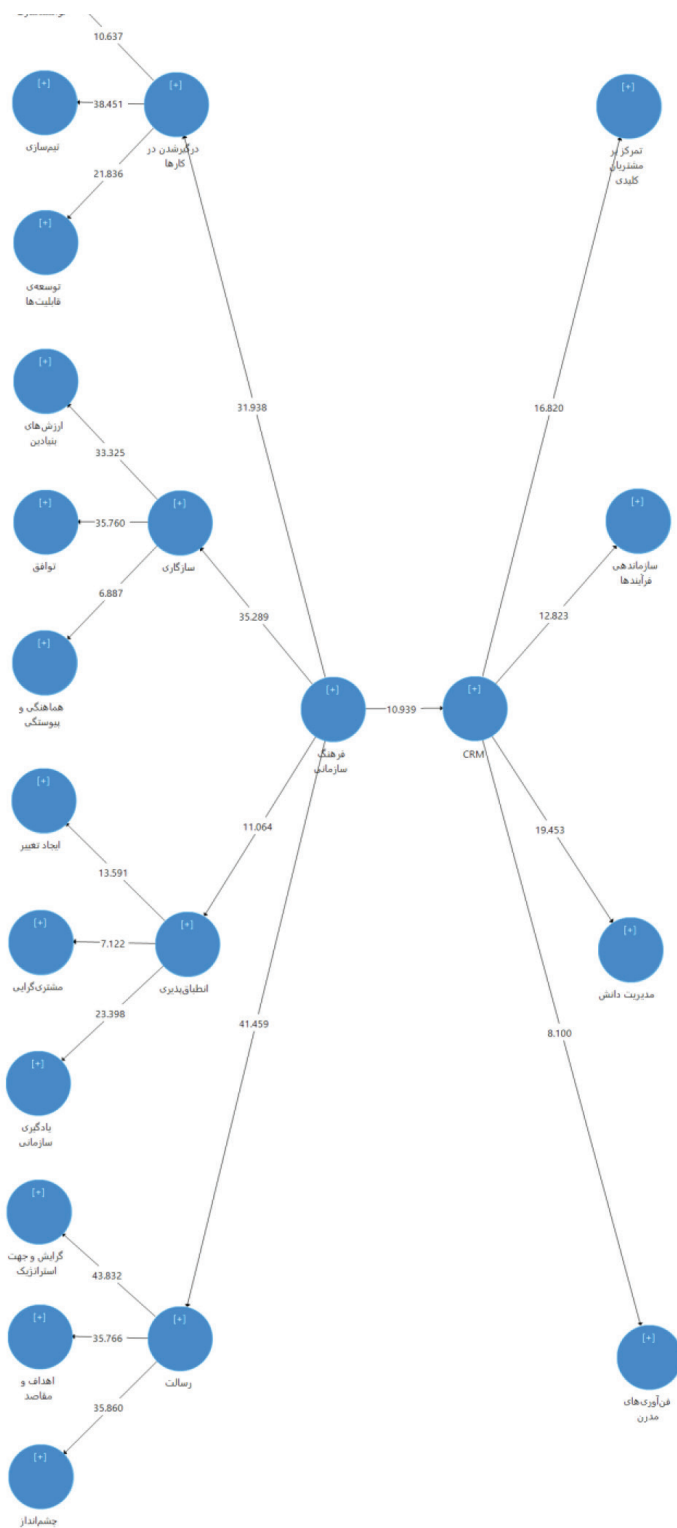 10.637
[+]
[+]
[+]
38.451
تیم‌سازی
درگیرشدن در
کارها
تمرکز بر
مشتریان
کلیدی
21.836
[+]
توسعه‌ی
قابلیت‌ها
[+]
ارزش‌های
بنیادین
31.938
16.820
33.325
[+]
[+]
[+]
35.760
توافق
سازگاری
سازماندهی
فرآیندها
6.887
35.289
12.823
[+]
هماهنگی و
پیوستگی
[+]
[+]
10.939
فرهنگ
سازمانی
CRM
[+]
ایجاد تغییر
11.064
19.453
13.591
[+]
[+]
[+]
7.122
مشتری‌گرایی
انطباق‌پذیری
مدیریت دانش
23.398
41.459
8.100
[+]
یادگیری
سازمانی
[+]
گرایش و جهت
استراتژیک
43.832
[+]
[+]
[+]
35.766
اهداف و
مقاصد
رسالت
فن‌آوری‌های
مدرن
35.860
[+]
چشم‌انداز